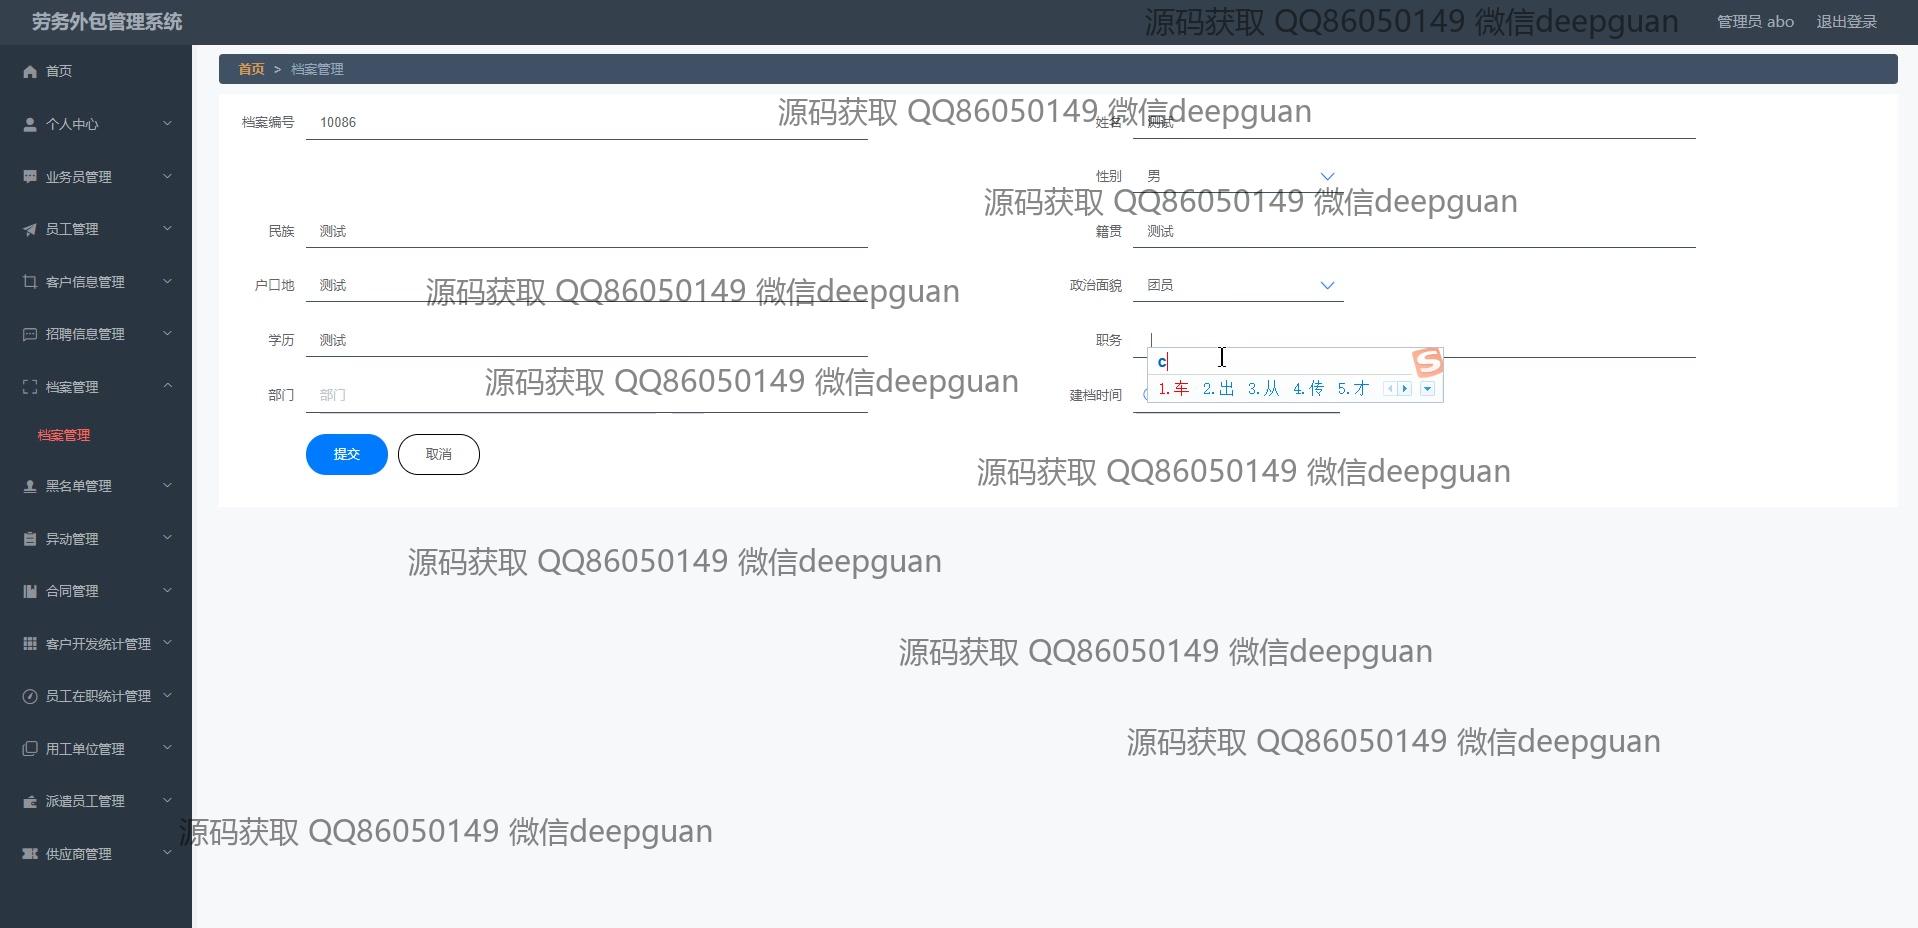 劳务外包管理系统
源码获取 QQ86050149 微信deepguan
管理员 abo
退出登录
首页
个人中心
业务员管理
员工管理
客户信息管理
招聘信息管理
档案管理
档案管理
黑名单管理
异动管理
合同管理
客户开发统计管理
员工在职统计管理
用工单位管理
派遣员工管理
供应商管理
首页 > 档案管理
源码获取 QQ86050149 微信deepguan
档案编号 10086
姓名 测试
性别 男
源码获取 QQ86050149 微信deepguan
民族 测试
籍贯 测试
户口地 测试
政治面貌 团员
源码获取 QQ86050149 微信deepguan
学历 测试
职务
c
1.车 2.出 3.从 4.传 5.才
源码获取 QQ86050149 微信deepguan
部门 部门
建档时间
提交 取消
源码获取 QQ86050149 微信deepguan
源码获取 QQ86050149 微信deepguan
源码获取 QQ86050149 微信deepguan
源码获取 QQ86050149 微信deepguan
源码获取 QQ86050149 微信deepguan